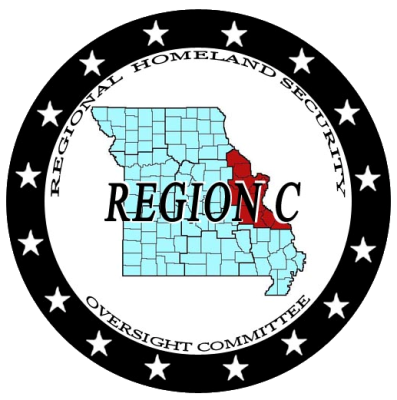 REGIONAL HOMELAND SECURITY
REGION C
OVERSIGHT COMMITTEE